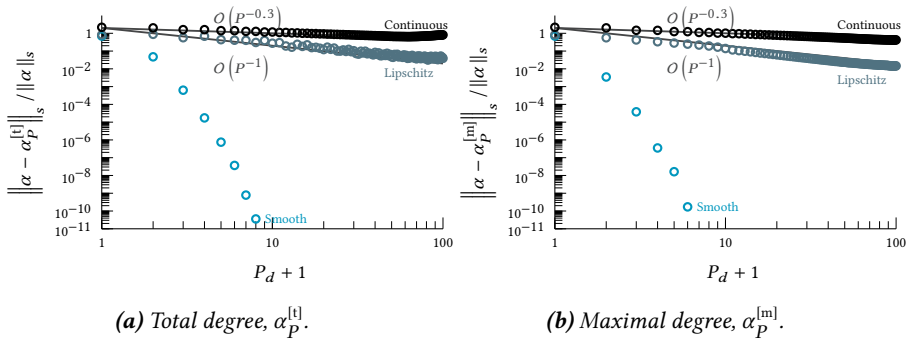 ‖α − α_P^[t]‖_s / ‖α‖_s
1
10^−2
10^−4
10^−6
10^−8
10^−10
10^−11
O(P^−0.3)
Continuous
O(P^−1)
Lipschitz
Smooth
1
10
100
P_d + 1
(a) Total degree, α_P^[t].
‖α − α_P^[m]‖_s / ‖α‖_s
1
10^−2
10^−4
10^−6
10^−8
10^−10
10^−11
O(P^−0.3)
Continuous
O(P^−1)
Lipschitz
Smooth
1
10
100
P_d + 1
(b) Maximal degree, α_P^[m].